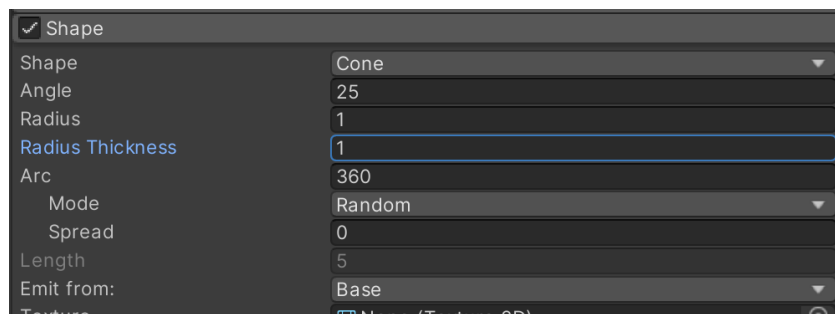 Shape
Shape Cone
Angle 25
Radius 1
Radius Thickness 1
Arc 360
Mode Random
Spread 0
Length 5
Emit from: Base